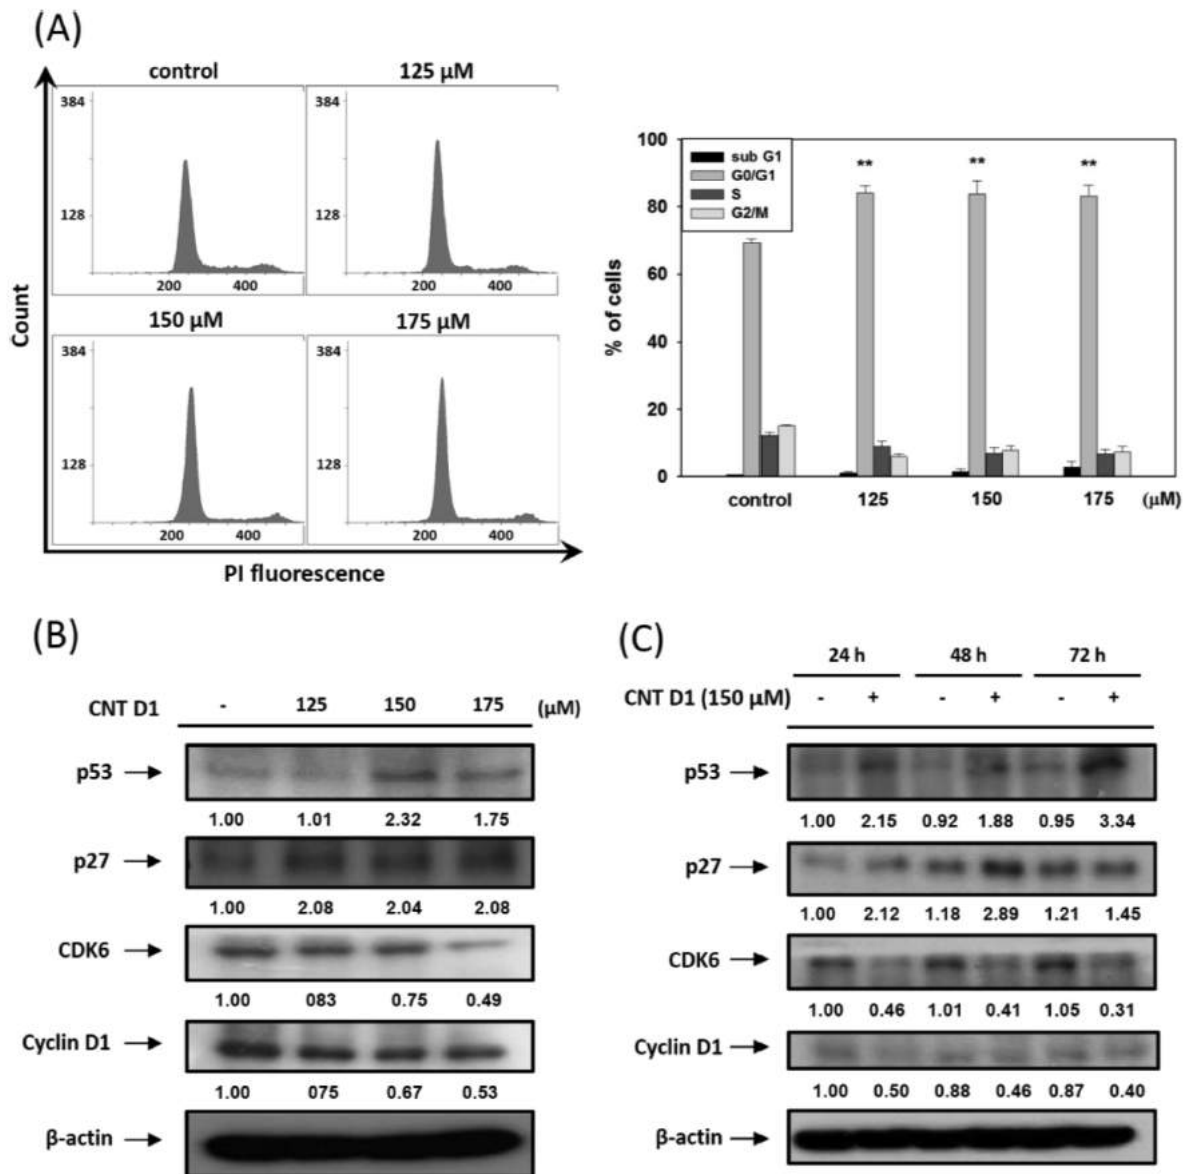 (A)
control
125 μM
384
128
200 400
384
128
200 400
150 μM
175 μM
384
128
200 400
384
128
200 400
Count
PI fluorescence
100
80
60
40
20
0
% of cells
sub G1
G0/G1
S
G2/M
** ** **
control 125 150 175 (μM)
(B)
CNT D1 - 125 150 175 (μM)
p53
1.00 1.01 2.32 1.75
p27
1.00 2.08 2.04 2.08
CDK6
1.00 083 0.75 0.49
Cyclin D1
1.00 075 0.67 0.53
β-actin
(C)
24 h 48 h 72 h
CNT D1 (150 μM) - + - + - +
p53
1.00 2.15 0.92 1.88 0.95 3.34
p27
1.00 2.12 1.18 2.89 1.21 1.45
CDK6
1.00 0.46 1.01 0.41 1.05 0.31
Cyclin D1
1.00 0.50 0.88 0.46 0.87 0.40
β-actin